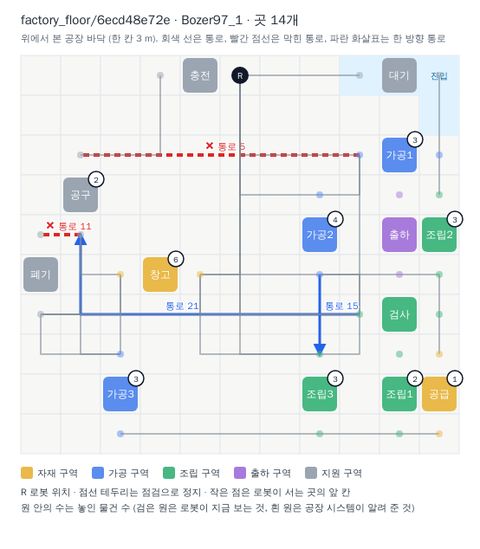 factory_floor/6ecd48e72e · Bozer97_1 · 곳 14개
위에서 본 공장 바닥 (한 칸 3 m). 회색 선은 통로, 빨간 점선은 막힌 통로, 파란 화살표는 한 방향 통로
충전
R
대기
통로 5
가공1
3
공구
2
통로 11
가공2
4
출하
조립2
3
폐기
창고
6
통로 21
통로 15
검사
가공3
3
조립3
3
조립1
2
공급
1
자재 구역
가공 구역
조립 구역
출하 구역
지원 구역
R 로봇 위치 · 점선 테두리는 점검으로 정지 · 작은 점은 로봇이 서는 곳의 앞 칸
원 안의 수는 놓인 물건 수 (검은 원은 로봇이 지금 보는 것, 흰 원은 공장 시스템이 알려 준 것)